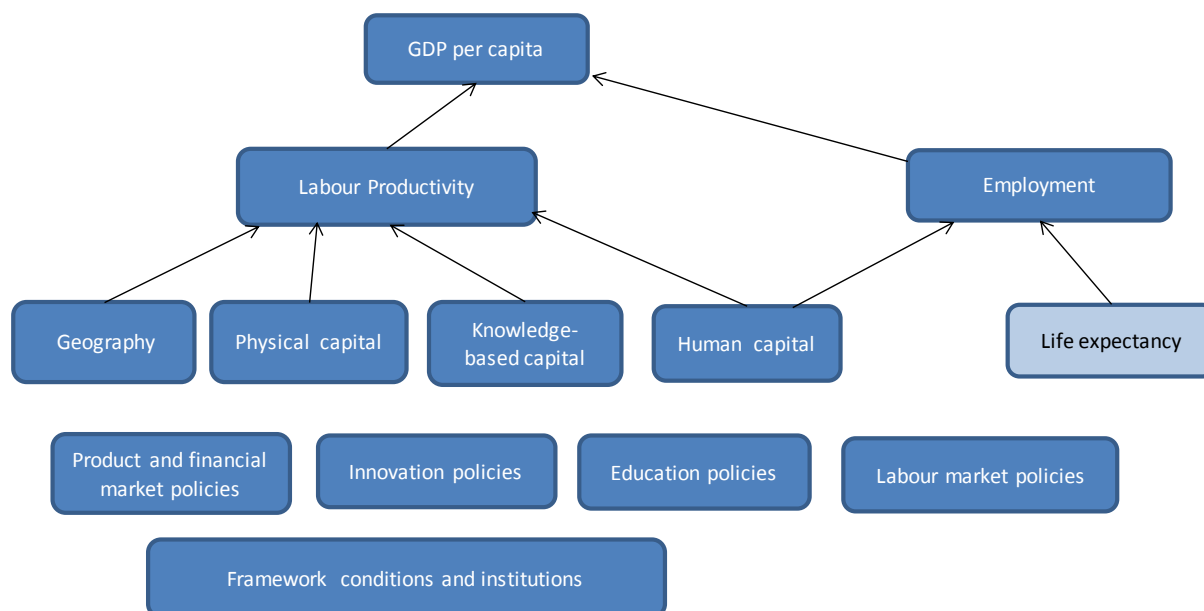 GDP per capita
Labour Productivity
Employment
Geography
Physical capital
Knowledge-
based capital
Human capital
Life expectancy
Product and financial
market policies
Innovation policies
Education policies
Labour market policies
Framework conditions and institutions